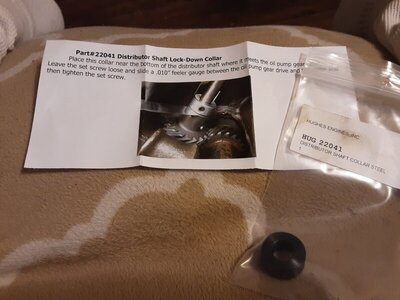 Part#22041 Distributor Shaft Lock-Down Collar
Place this collar near the bottom of the distributor shaft where it meets the oil pump gear
Leave the set screw loose and slide a .010" feeler gauge between the oil pump gear drive and
then tighten the set screw.
HUGHES ENGINES INC.
HUG 22041
DISTRIBUTOR SHAFT COLLAR STEEL
1